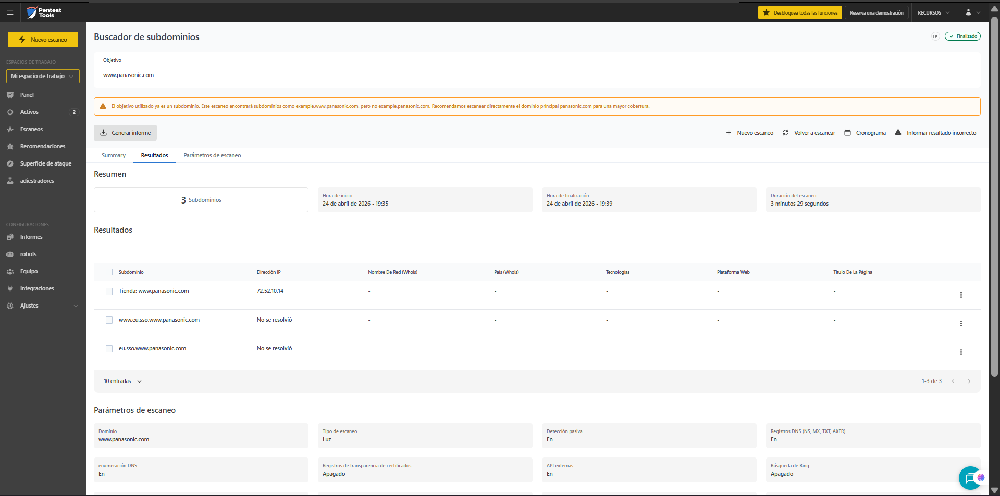 Pentest
Tools
Desbloquea todas las funciones
Reserva una demostración
RECURSOS
Nuevo escaneo
ESPACIOS DE TRABAJO
Mi espacio de trabajo
Panel
Activos 2
Escaneos
Recomendaciones
Superficie de ataque
adiestradores
CONFIGURACIONES
Informes
robots
Equipo
Integraciones
Ajustes
Buscador de subdominios
IP
Finalizado
Objetivo
www.panasonic.com
El objetivo utilizado ya es un subdominio. Este escaneo encontrará subdominios como example.www.panasonic.com, pero no example.panasonic.com. Recomendamos escanear directamente el dominio principal panasonic.com para una mayor cobertura.
Generar informe
Nuevo escaneo
Volver a escanear
Cronograma
Informar resultado incorrecto
Summary
Resultados
Parámetros de escaneo
Resumen
3 Subdominios
Hora de inicio
24 de abril de 2026 - 19:35
Hora de finalización
24 de abril de 2026 - 19:39
Duración del escaneo
3 minutos 29 segundos
Resultados
Subdominio Dirección IP Nombre De Red (Whois) País (Whois) Tecnologías Plataforma Web Título De La Página
Tienda: www.panasonic.com 72.52.10.14 - - - - -
www.eu.sso.www.panasonic.com No se resolvió - - - - -
eu.sso.www.panasonic.com No se resolvió - - - - -
10 entradas
1-3 de 3
Parámetros de escaneo
Dominio
www.panasonic.com
Tipo de escaneo
Luz
Detección pasiva
En
Registros DNS (NS, MX, TXT, AXFR)
En
enumeración DNS
En
Registros de transparencia de certificados
Apagado
API externas
En
Búsqueda de Bing
Apagado